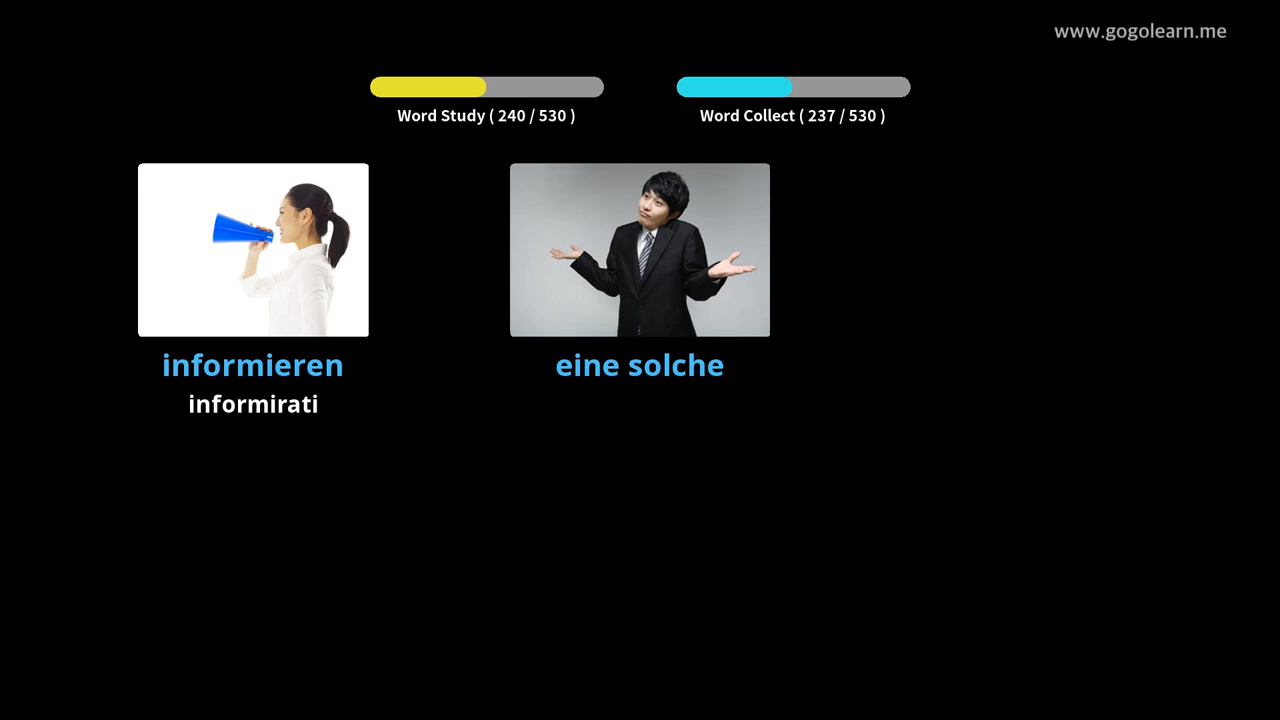 www.gogolearn.me
Word Study ( 240 / 530 )
Word Collect ( 237 / 530 )
informieren
informirati
eine solche